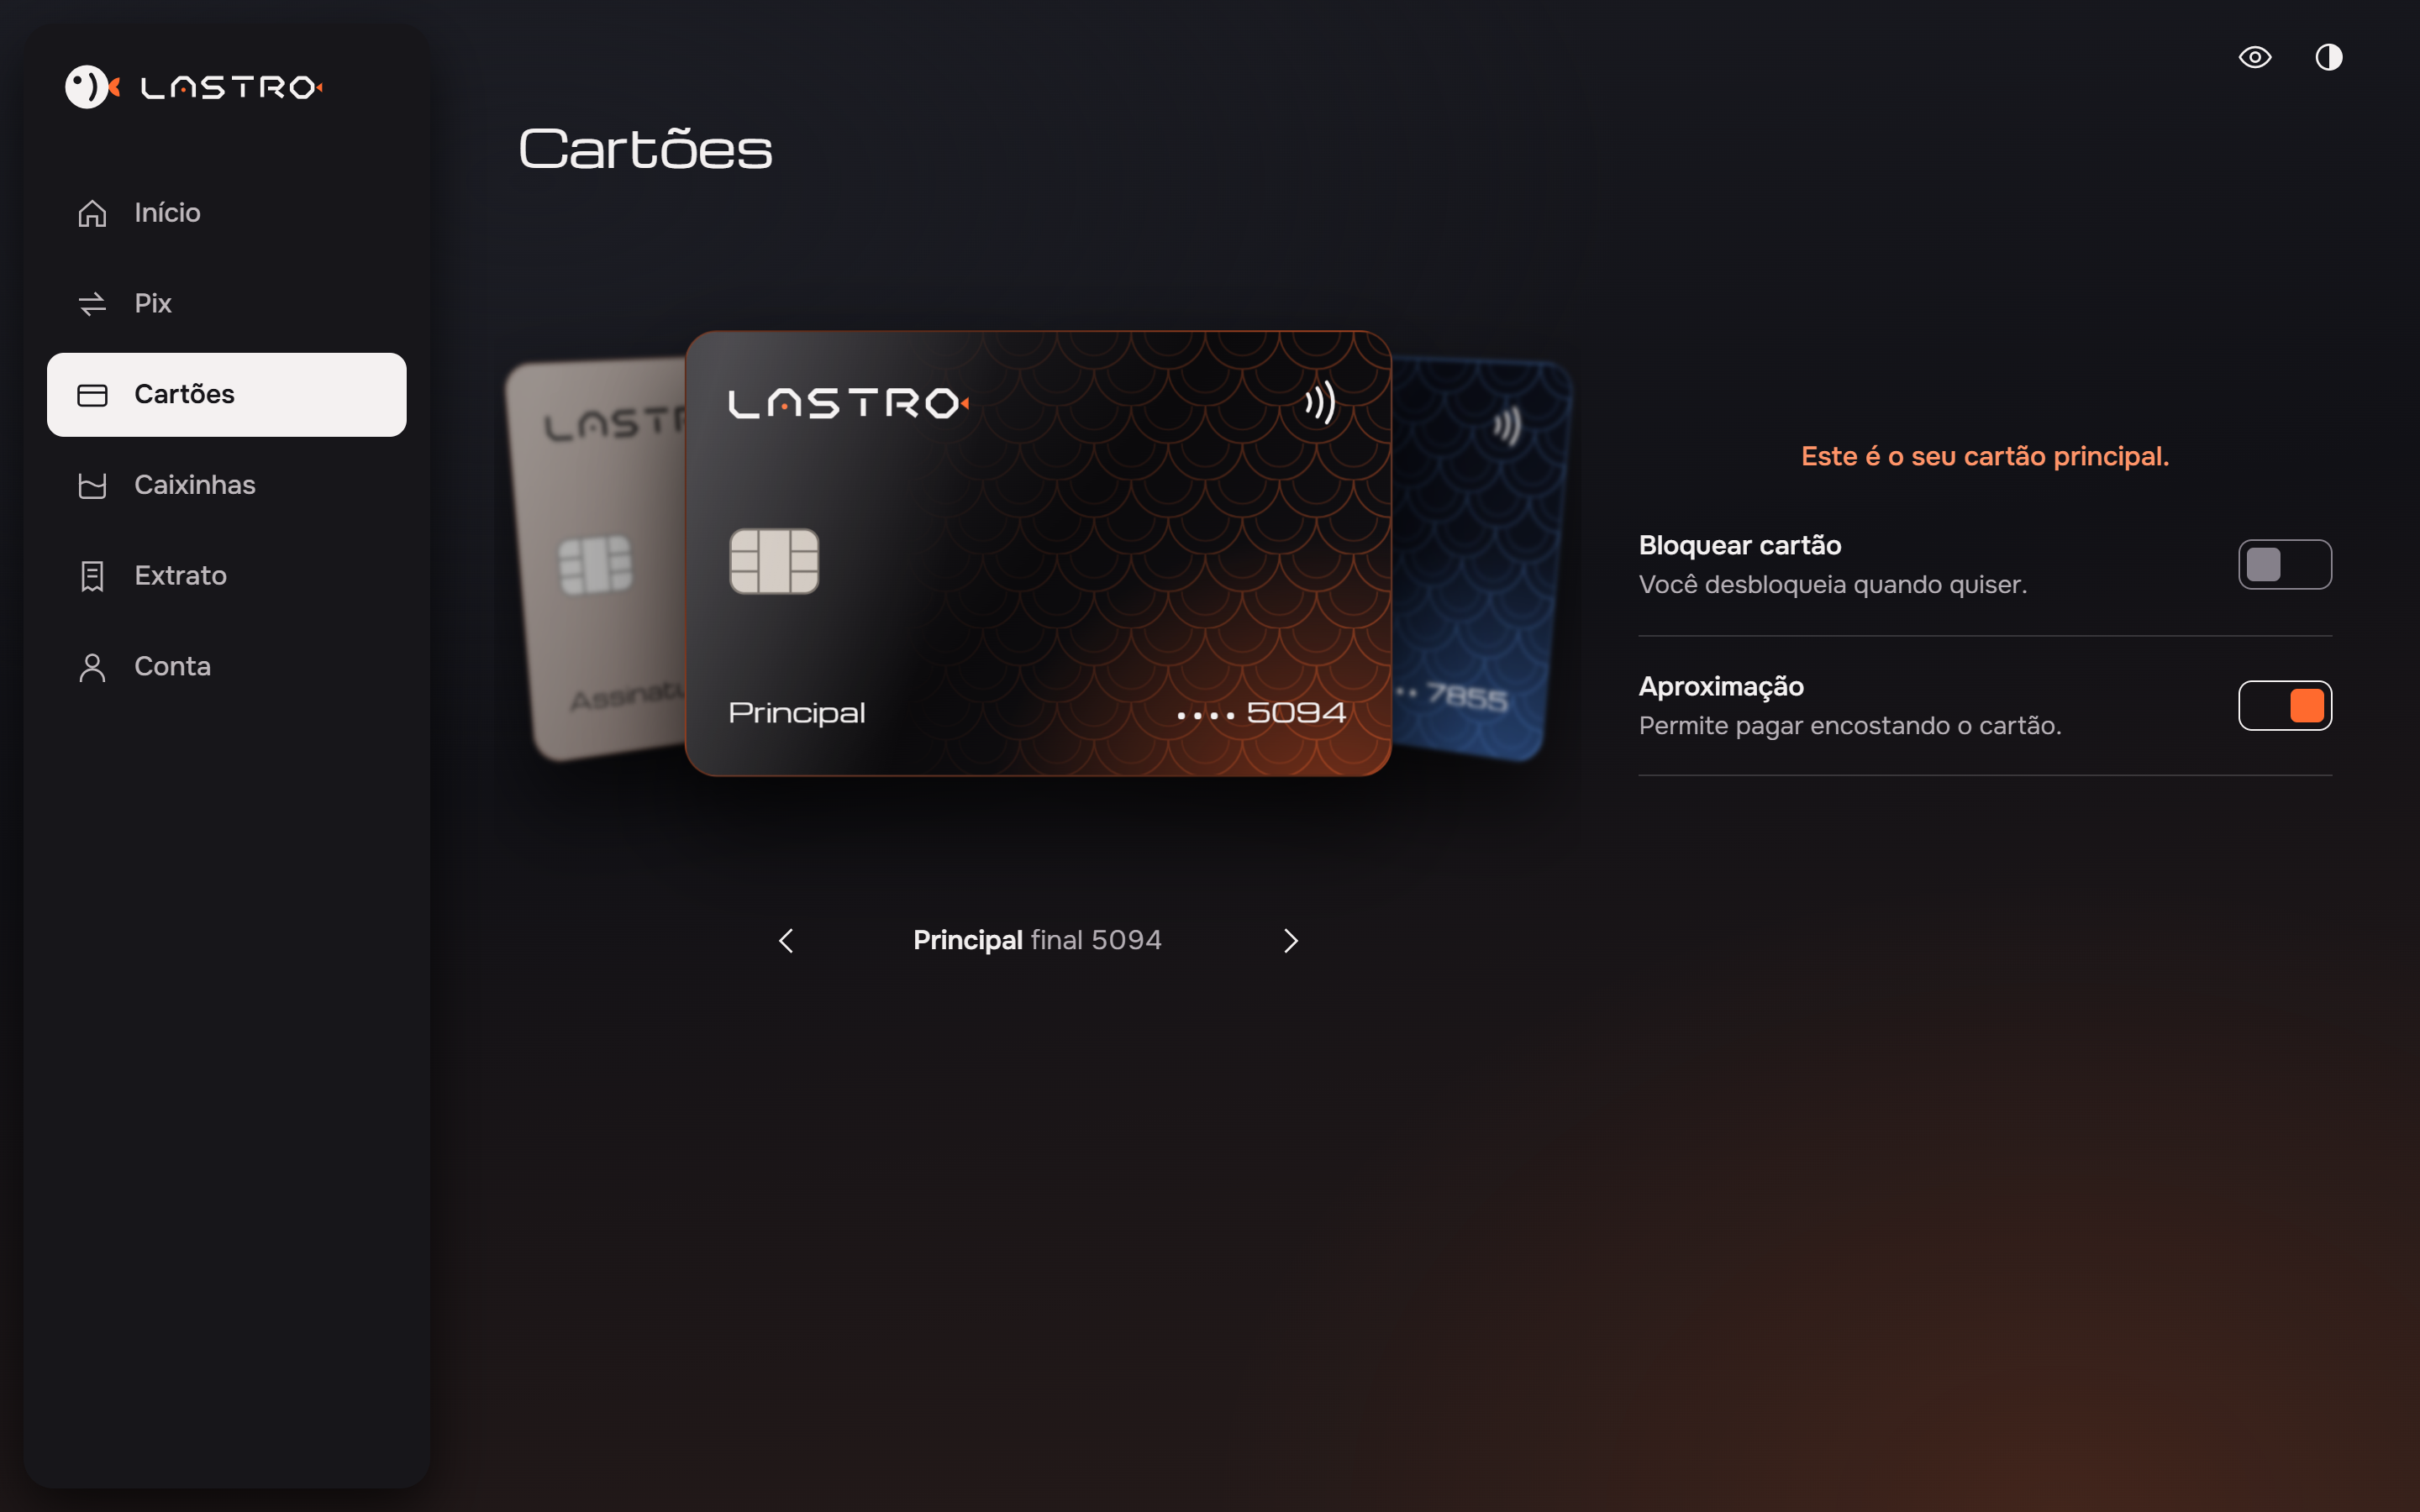 LASTRO
Cartões
Início
Pix
Cartões
Caixinhas
Extrato
Conta
LASTRO
Principal
•••• 5094
•• 7855
Principal final 5094
Este é o seu cartão principal.
Bloquear cartão
Você desbloqueia quando quiser.
Aproximação
Permite pagar encostando o cartão.